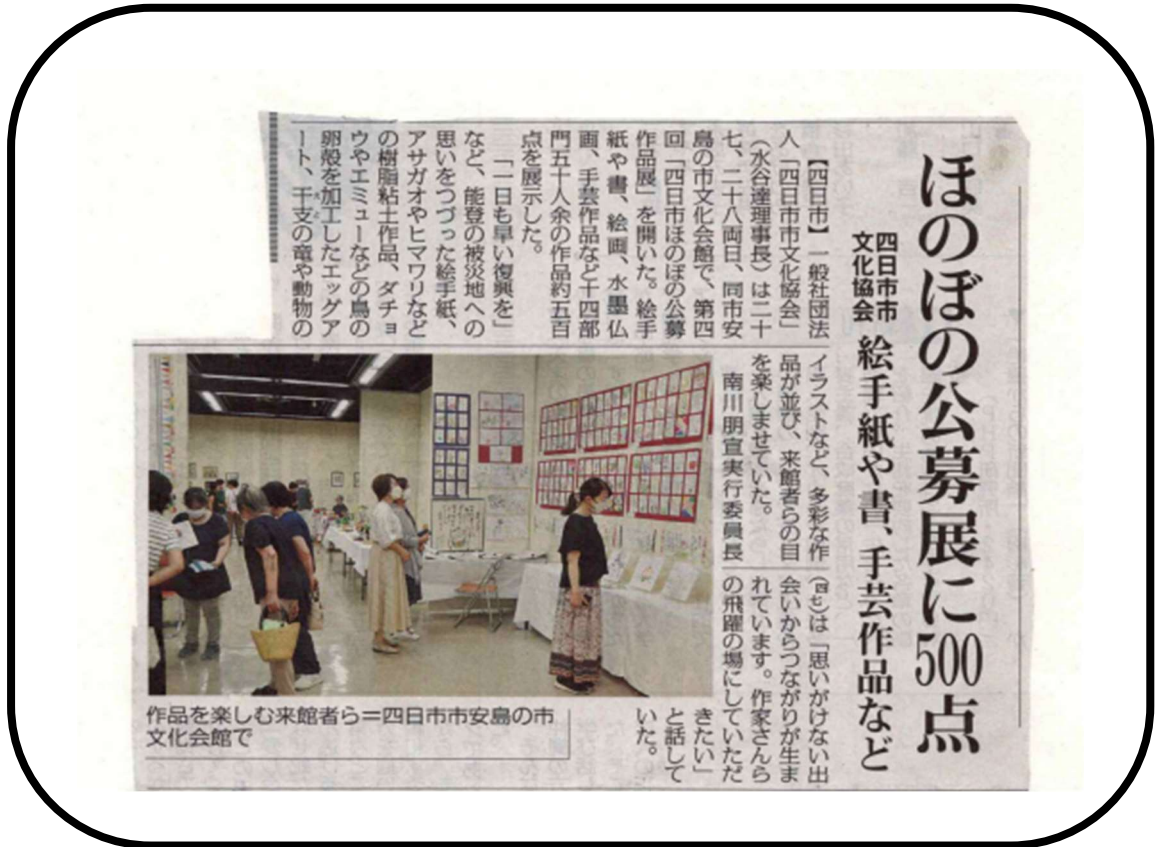 ほのぼの公募展に500点
四日市市
文化協会
絵手紙や書、手芸作品など
【四日市】一般社団法
人「四日市市文化協会」
(水谷達理事長)は二十
七、二十八両日、同市安
島の市文化会館で、第四
回「四日市ほのぼの公募
作品展」を開いた。絵手
紙や書、絵画、水墨仏
画、手芸作品など十四部
門五十人余の作品約五百
点を展示した。
「一日も早い復興を」
など、能登の被災地への
思いをつづった絵手紙、
アサガオやヒマワリなど
の樹脂粘土作品、ダチョ
ウやエミューなどの鳥の
卵殻を加工したエッグア
ート、干支の竜や動物の
イラストなど、多彩な作
品が並び、来館者らの目
を楽しませていた。
南川朋宣実行委員長
(四七)は「思いがけない出
会いからつながりが生ま
れています。作家さんら
の飛躍の場にしていただ
きたい」
と話して
いた。
作品を楽しむ来館者ら=四日市市安島の市
文化会館で